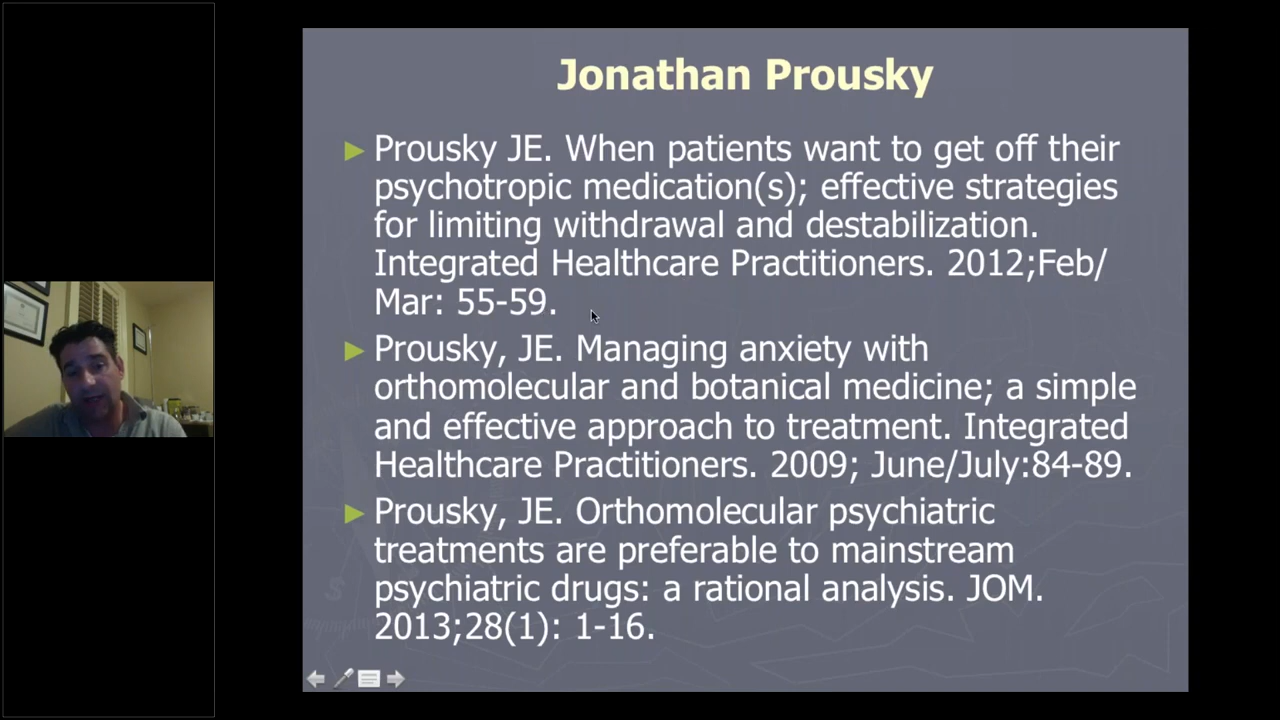 Jonathan Prousky
Prousky JE. When patients want to get off their
psychotropic medication(s); effective strategies
for limiting withdrawal and destabilization.
Integrated Healthcare Practitioners. 2012;Feb/
Mar: 55-59.
Prousky, JE. Managing anxiety with
orthomolecular and botanical medicine; a simple
and effective approach to treatment. Integrated
Healthcare Practitioners. 2009; June/July:84-89.
Prousky, JE. Orthomolecular psychiatric
treatments are preferable to mainstream
psychiatric drugs: a rational analysis. JOM.
2013;28(1): 1-16.